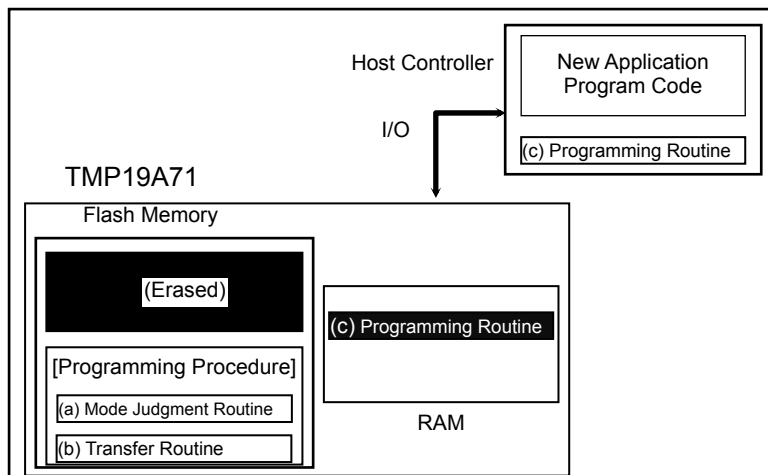 Host Controller
New Application
Program Code
I/O
(c) Programming Routine
TMP19A71
Flash Memory
(Erased)
(c) Programming Routine
[Programming Procedure]
(a) Mode Judgment Routine
(b) Transfer Routine
RAM